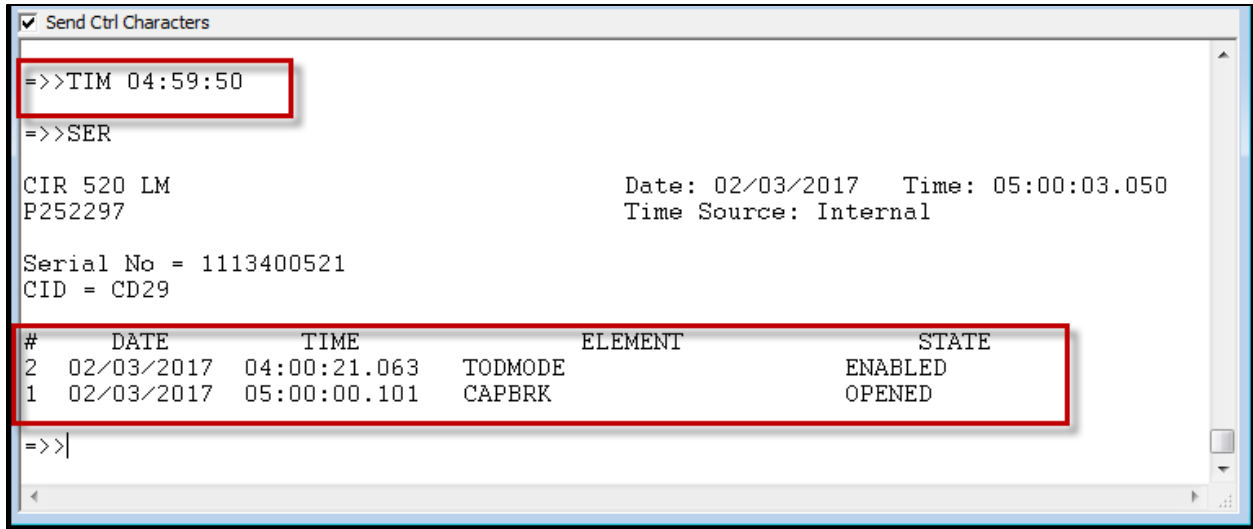 Send Ctrl Characters
=>>TIM 04:59:50
=>>SER
CIR 520 LM Date: 02/03/2017 Time: 05:00:03.050
P252297 Time Source: Internal
Serial No = 1113400521
CID = CD29
# DATE TIME ELEMENT STATE
2 02/03/2017 04:00:21.063 TODMODE ENABLED
1 02/03/2017 05:00:00.101 CAPBRK OPENED
=>>